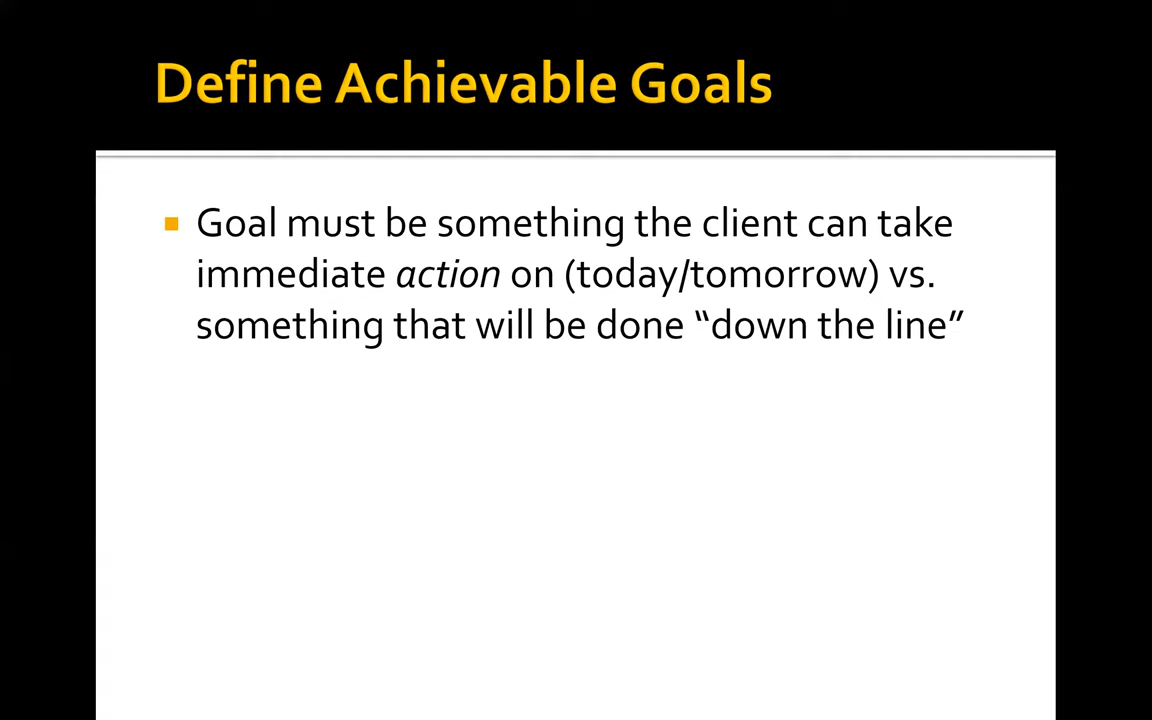 Define Achievable Goals
Goal must be something the client can take
immediate action on (today/tomorrow) vs.
something that will be done “down the line”